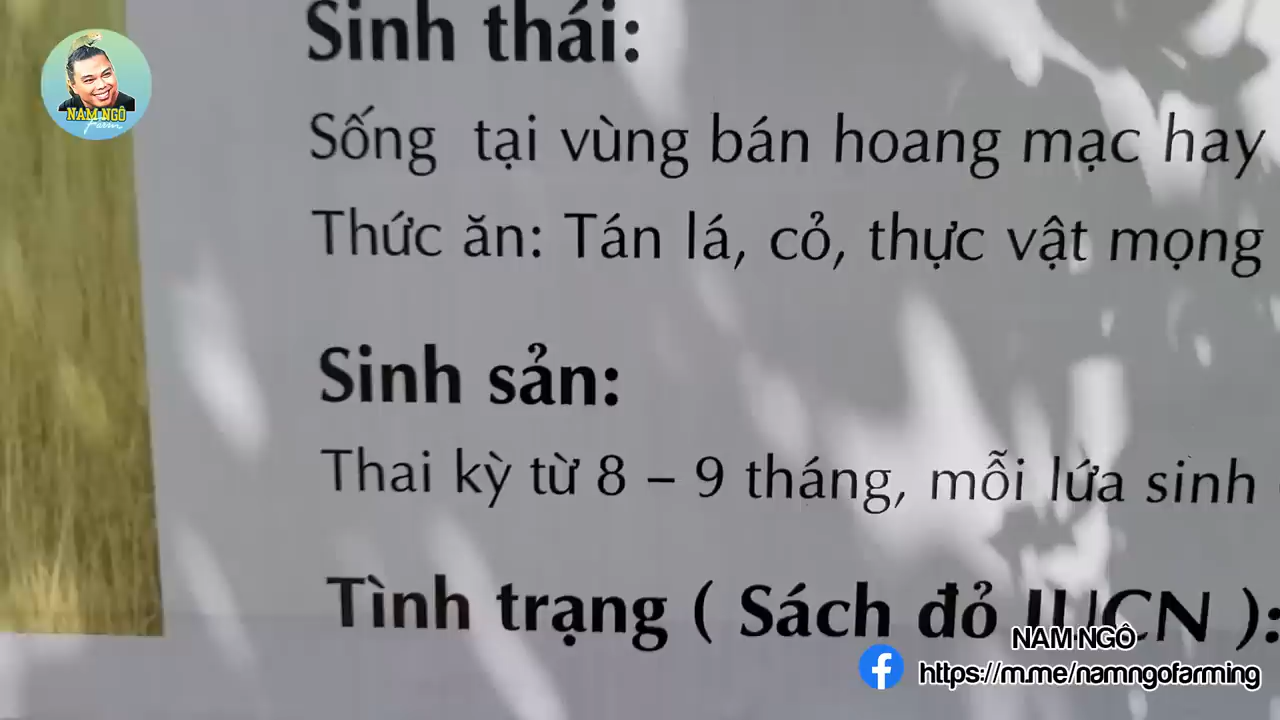 Sinh thái:
NAM NGÔ
Farm
Sống tại vùng bán hoang mạc hay
Thức ăn: Tán lá, cỏ, thực vật mọng
Sinh sản:
Thai kỳ từ 8 – 9 tháng, mỗi lứa sinh
Tình trạng ( Sách đỏ IUCN ):
NAM NGÔ
https://m.me/namngofarming